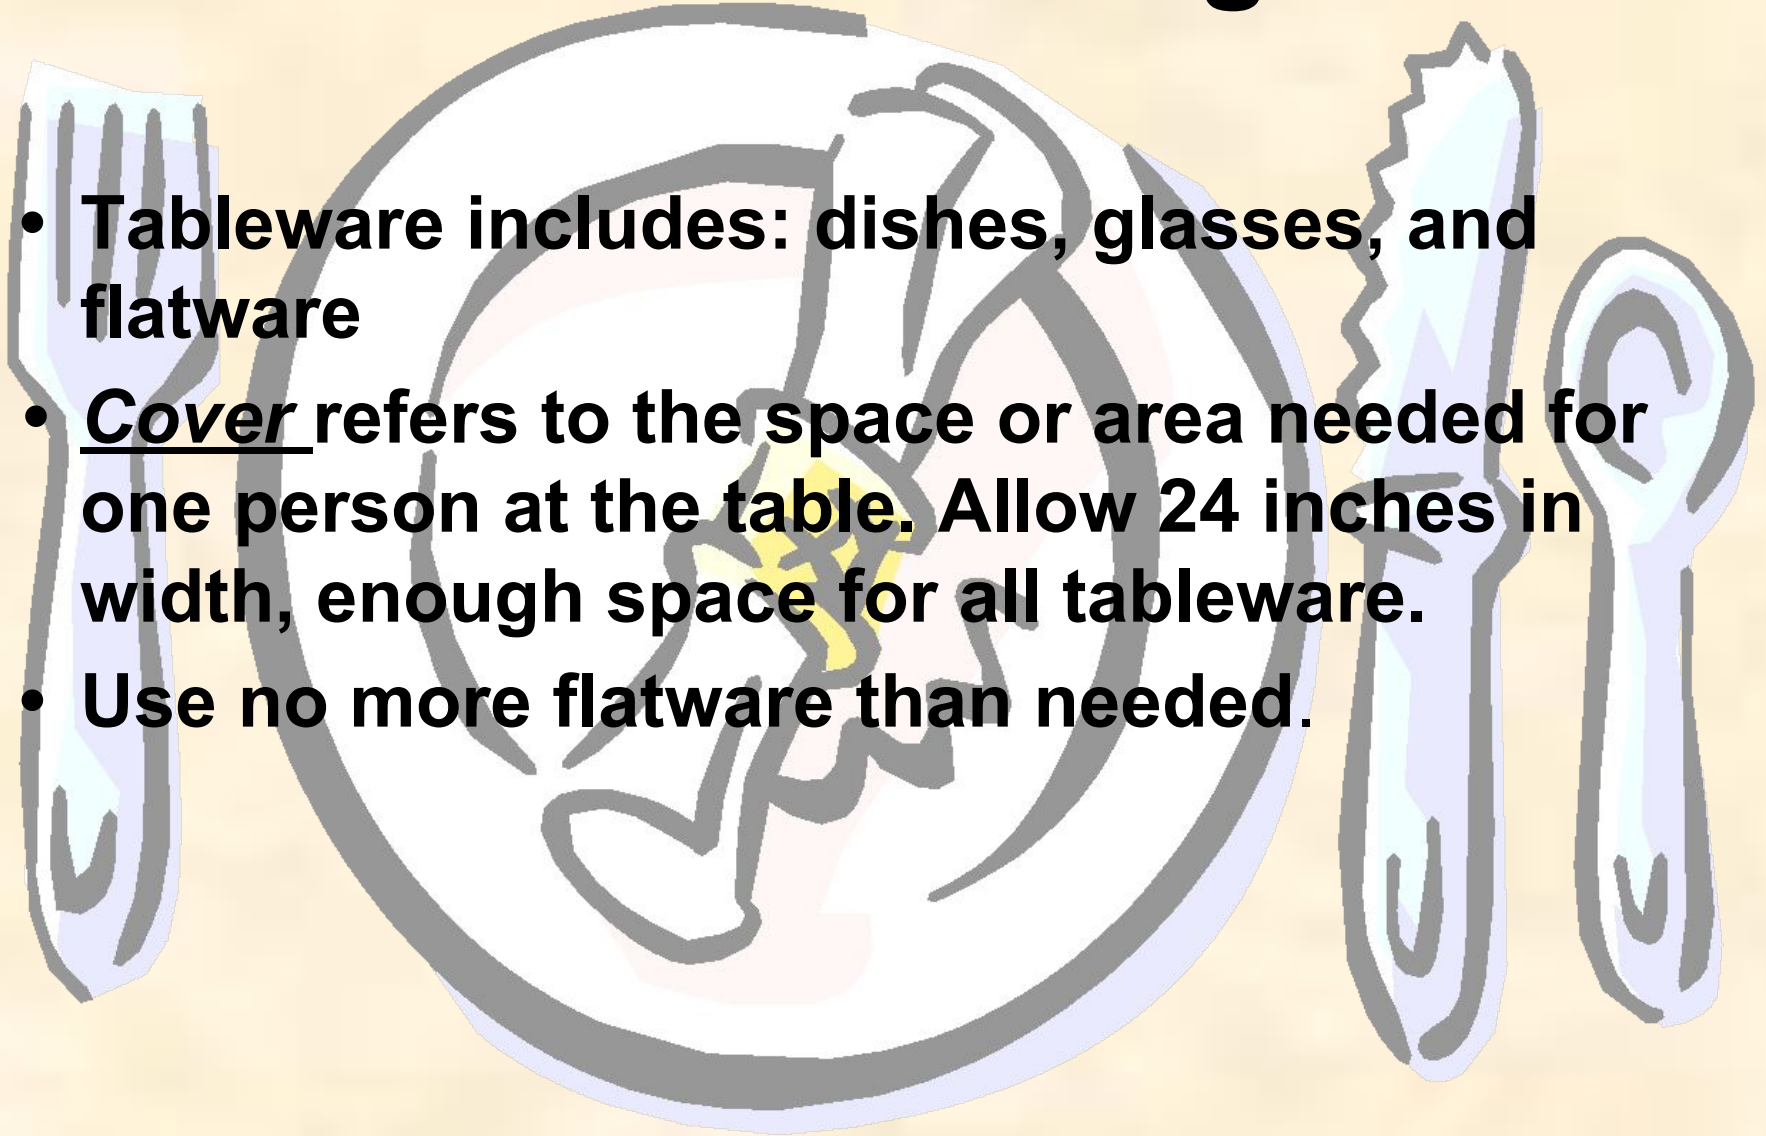 • Tableware includes: dishes, glasses, and
flatware
• Cover refers to the space or area needed for
one person at the table. Allow 24 inches in
width, enough space for all tableware.
• Use no more flatware than needed.